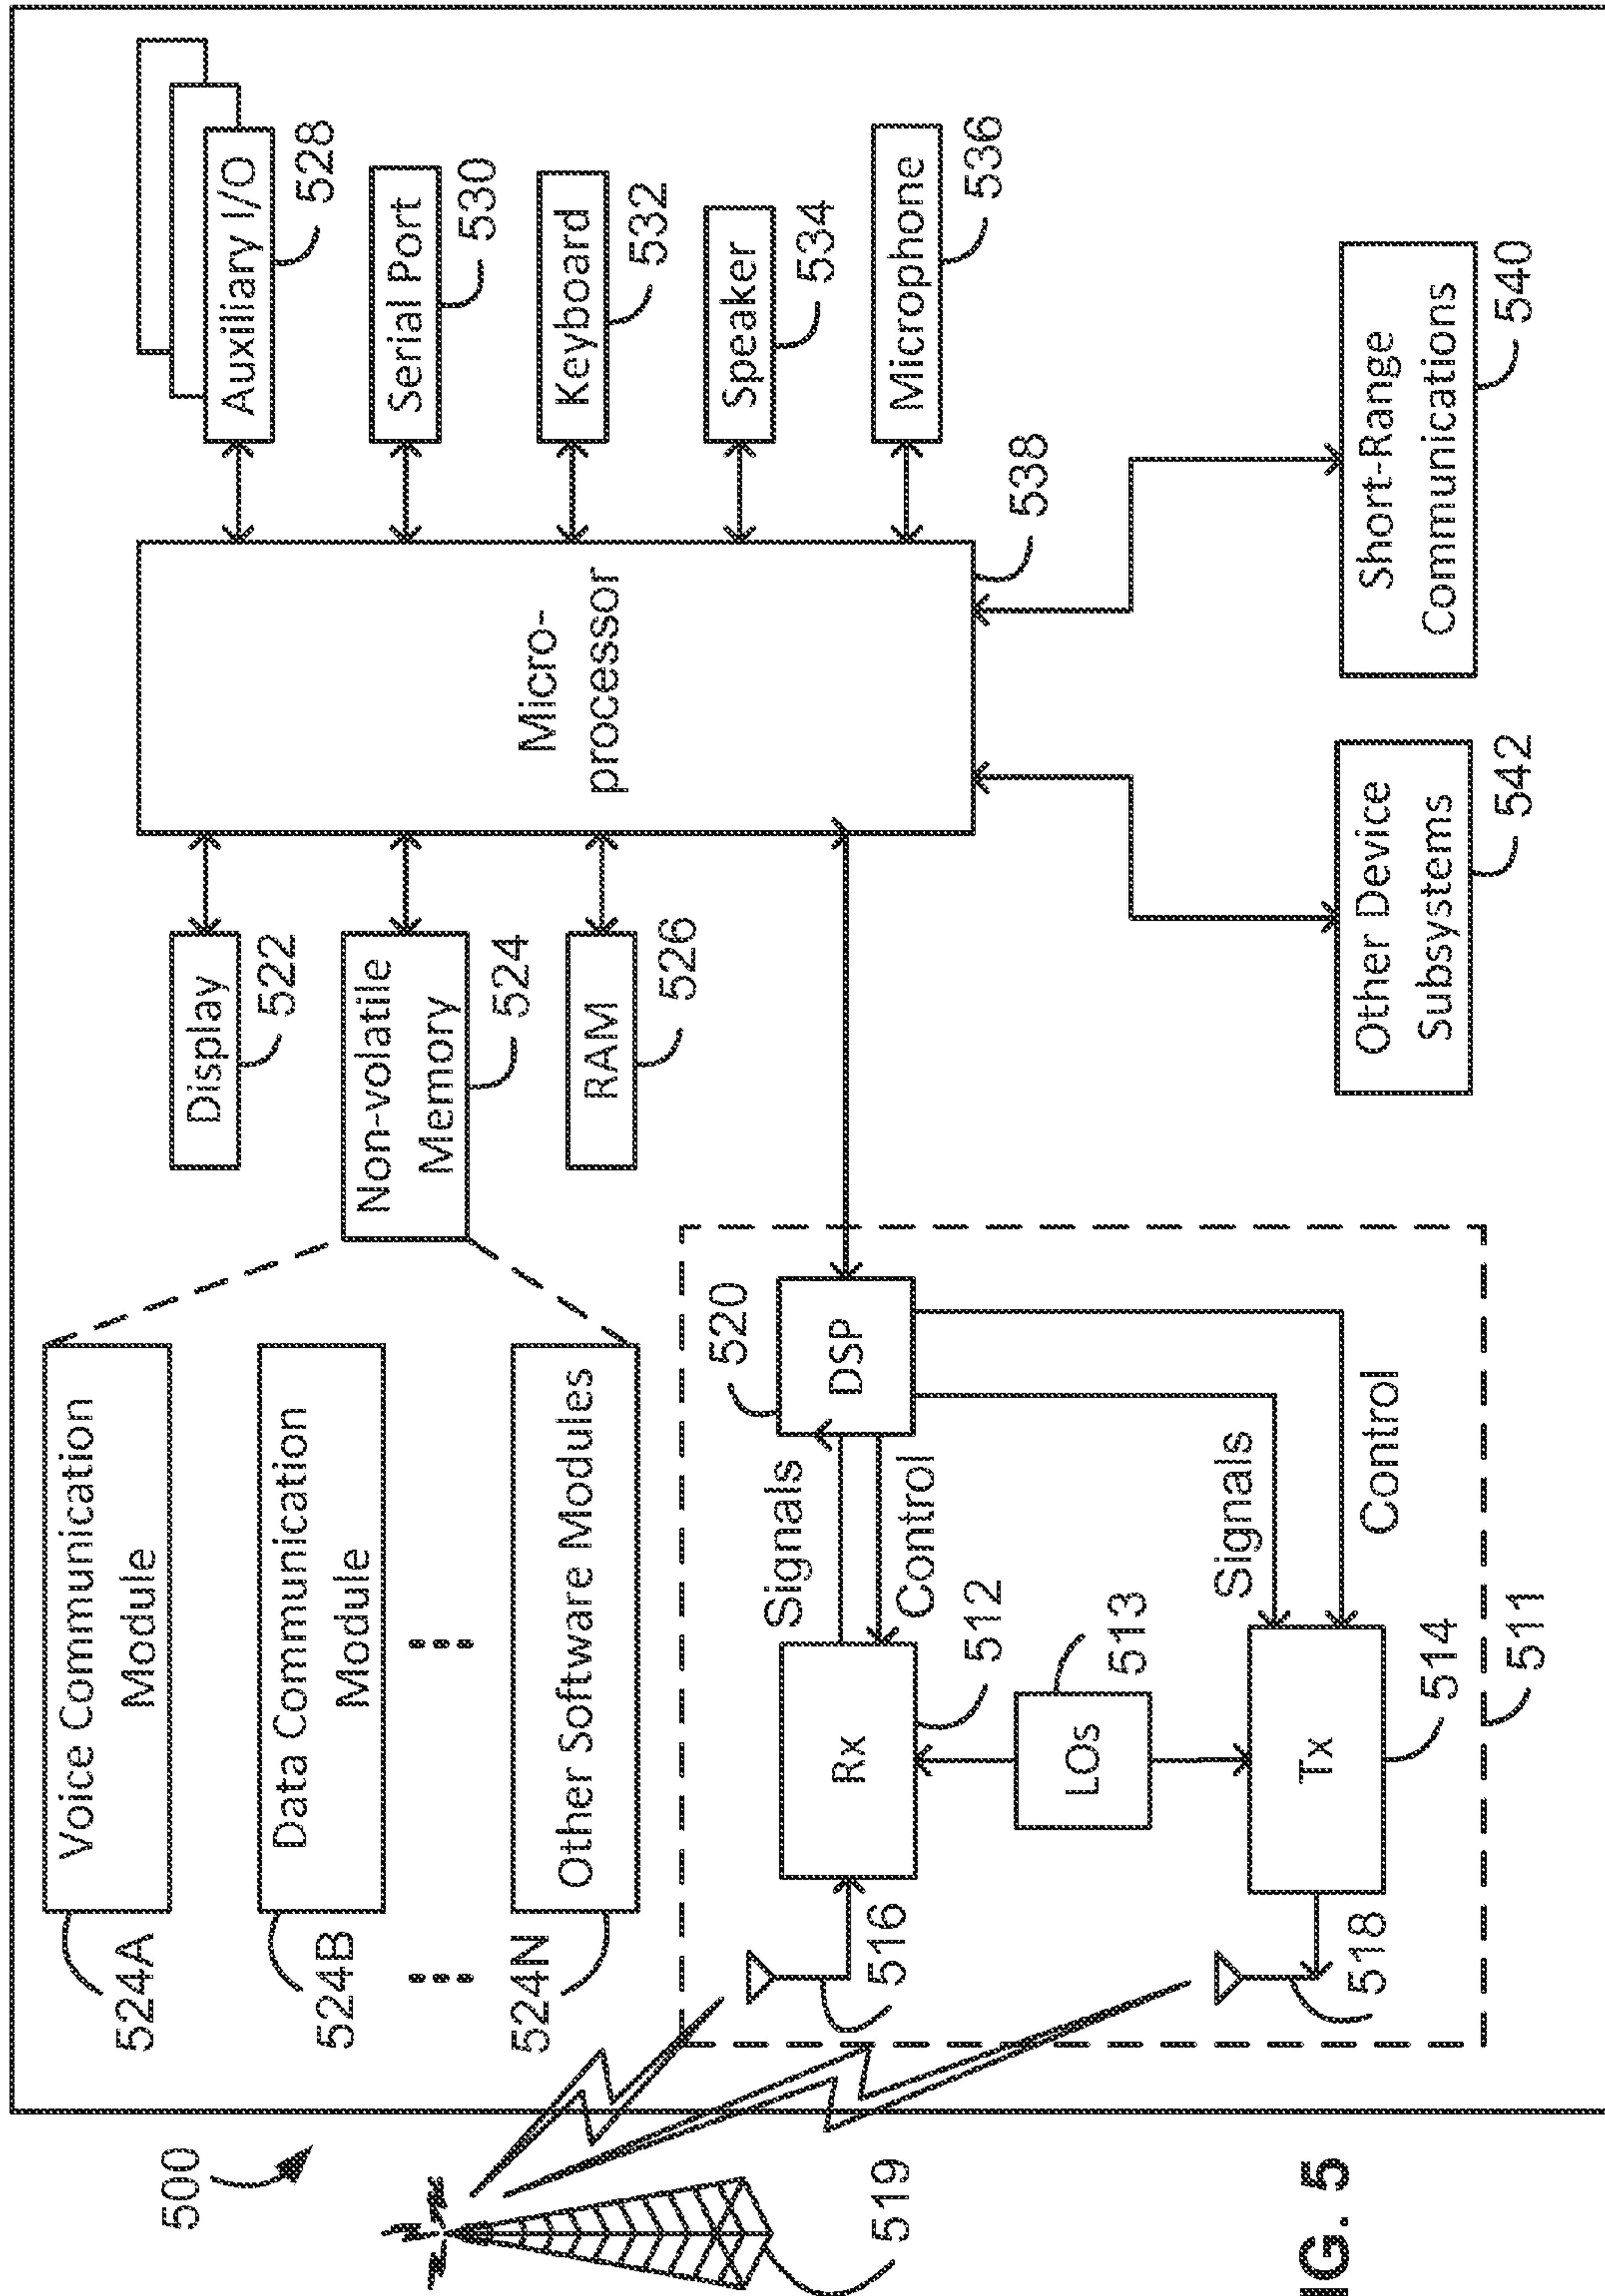 500
519
524A
Voice Communication
Module
524B
Data Communication
Module
524N
Other Software Modules
Display
522
Non-volatile
Memory
524
RAM
526
Micro-
processor
538
Auxiliary I/O
528
Serial Port
530
Keyboard
532
Speaker
534
Microphone
536
Short-Range
Communications
540
Other Device
Subsystems
542
520
DSP
Signals
Control
Rx
512
LOs
513
Signals
Control
Tx
514
511
516
518
IG. 5